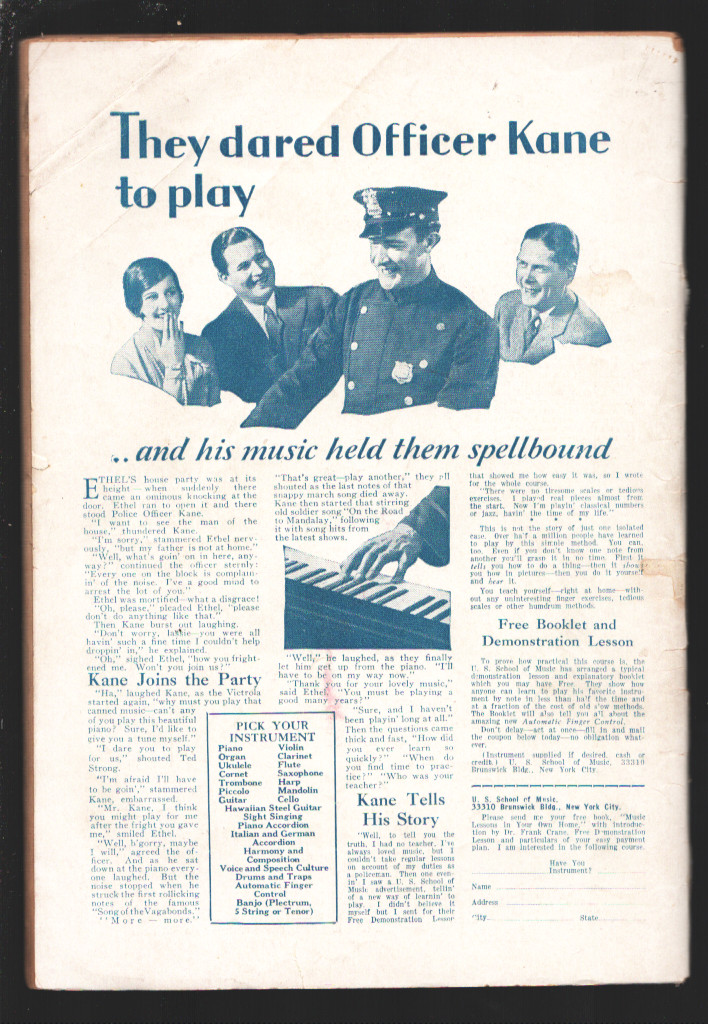 They dared Officer Kane
to play
... and his music held them spellbound
ETHEL'S house party was at its
height—when suddenly there
came an ominous knocking at the
door. Ethel ran to open it and there
stood Police Officer Kane.
"I want to see the man of the
house," thundered Kane.
"I'm sorry," stammered Ethel nerv-
ously, "but my father is not at home."
"Well, what's goin' on in here, any-
way?" continued the officer sternly:
"Every one on the block is complain-
in' of the noise. I've a good mind to
arrest the lot of you."
Ethel was mortified—what a disgrace!
"Oh, please," pleaded Ethel, "please
don't do anything like that."
Then Kane burst out laughing.
"Don't worry, lassie—you were all
havin' such a fine time I couldn't help
droppin' in," he explained.
"Oh," sighed Ethel, "how you fright-
ened me. Won't you join us!"
Kane Joins the Party
"Ha," laughed Kane, as the Victrola
started again, "why must you play that
canned music—can't any
of you play this beautiful
piano? Sure, I'd like to
give you a tune myself."
"I dare you to play
for us," shouted Ted
Strong.
"I'm afraid I'll have
to be goin'," stammered
Kane, embarrassed.
"Mr. Kane, I think
you might play for me
after the fright you gave
me," smiled Ethel.
"Well, b'gorry, maybe
I will," agreed the of-
ficer. And as he sat
down at the piano every-
one laughed. But the
noise stopped when he
struck the first rollicking
notes of the famous
"Song of the Vagabonds."
"More — more."
"That's great—play another," they all
shouted as the last notes of that
snappy march song died away.
Kane then started that stirring
old soldier song "On the Road
to Mandalay," following
it with song hits from
the latest shows.
"Well," he laughed, as they finally
let him get up from the piano. "I'll
have to be on my way now."
"Thank you for your lovely music,"
said Ethel, "You must be playing a
good many years?"
"Sure, and I haven't
been playin' long at all."
Then the questions came
thick and fast, "How did
you ever learn so
quickly?" "When do
you find time to prac-
tice?" "Who was your
teacher?"
Kane Tells
His Story
"Well, to tell you the
truth, I had no teacher. I've
always loved music, but I
couldn't take regular lessons
on account of my duties as
a policeman. Then one even-
in' I saw a U. S. School of
Music advertisement, tellin'
of a new way of learnin' to
play. I didn't believe it
myself but I sent for their
Free Demonstration Lesson
PICK YOUR
INSTRUMENT
Piano Violin
Organ Clarinet
Ukulele Flute
Cornet Saxophone
Trombone Harp
Piccolo Mandolin
Guitar Cello
Hawaiian Steel Guitar
Sight Singing
Piano Accordion
Italian and German
Accordion
Harmony and
Composition
Voice and Speech Culture
Drums and Traps
Automatic Finger
Control
Banjo (Plectrum,
5 String or Tenor)
that showed me how easy it was, so I wrote
for the whole course.
"There were no tiresome scales or tedious
exercises. I played real pieces almost from
the start. Now I'm playin' classical numbers
or jazz, havin' the time of my life."
* * *
This is not the story of just one isolated
case. Over half a million people have learned
to play by this simple method. You can,
too. Even if you don't know one note from
another you'll grasp it in no time. First it
tells you how to do a thing—then it shows
you how in pictures—then you do it yourself
and hear it.
You teach yourself—right at home—with-
out any uninteresting finger exercises, tedious
scales or other humdrum methods.
Free Booklet and
Demonstration Lesson
To prove how practical this course is, the
U. S. School of Music has arranged a typical
demonstration lesson and explanatory booklet
which you may have Free. They show how
anyone can learn to play his favorite instru-
ment by note in less than half the time and
at a fraction of the cost of old slow methods.
The Booklet will also tell you all about the
amazing new Automatic Finger Control.
Don't delay—act at once—fill in and mail
the coupon below today—no obligation what-
ever.
(Instrument supplied if desired, cash or
credit.) U. S. School of Music, 33310
Brunswick Bldg., New York City.
U. S. School of Music,
33310 Brunswick Bldg., New York City.
Please send me your free book, "Music
Lessons in Your Own Home," with introduc-
tion by Dr. Frank Crane, Free Demonstration
Lesson and particulars of your easy payment
plan. I am interested in the following course.
Have You
Instrument?
Name
Address
City State